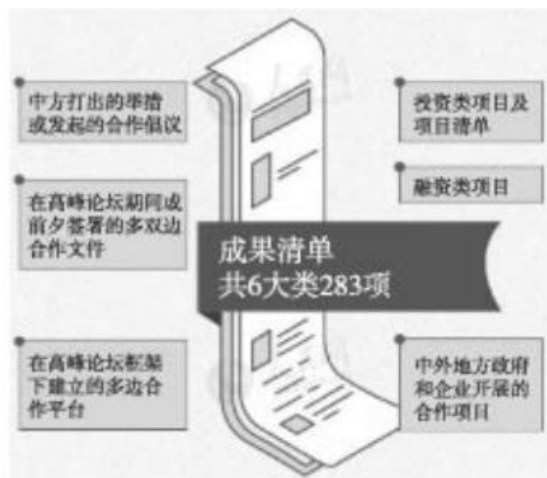 中方打出的举措
或发起的合作倡议
在高峰论坛期间或
前夕签署的多双边
合作文件
在高峰论坛框架
下建立的多边合
作平台
成果清单
共6大类283项
投资类项目及
项目清单
融资类项目
中外地方政府
和企业开展的
合作项目